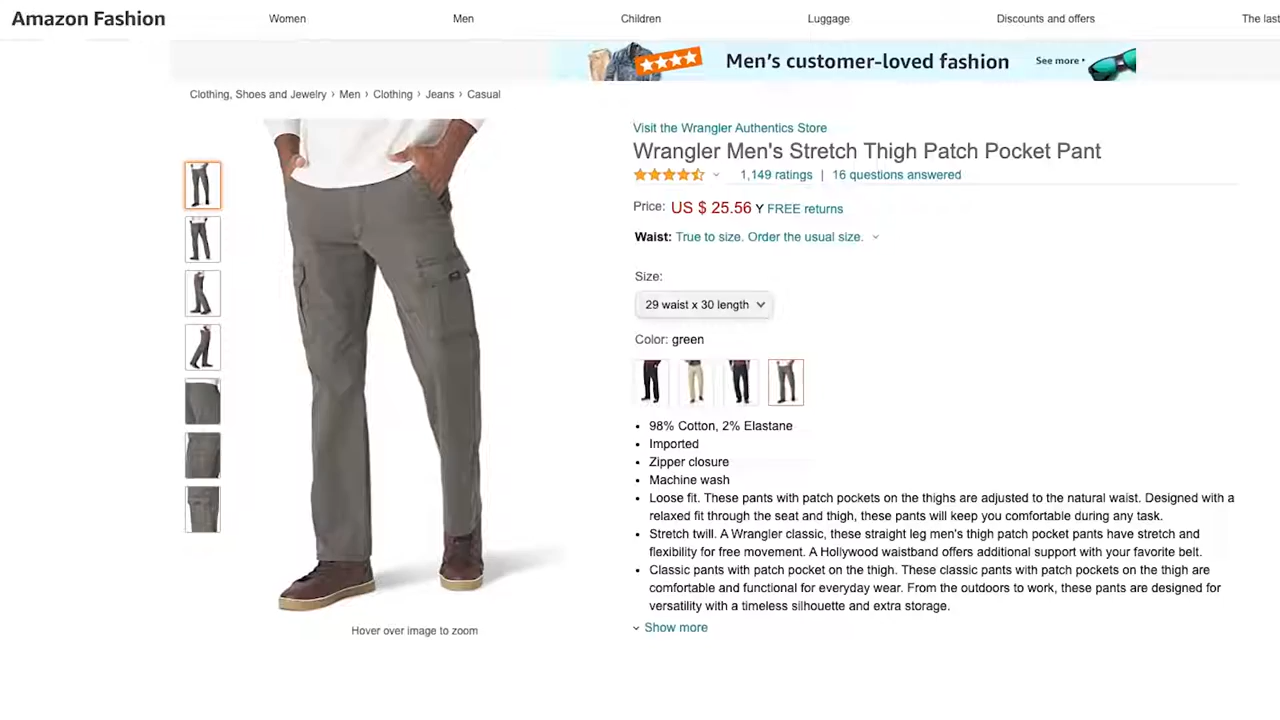 Amazon Fashion
Women
Men
Children
Luggage
Discounts and offers
The last
Men's customer-loved fashion
See more
Clothing, Shoes and Jewelry › Men › Clothing › Jeans › Casual
Visit the Wrangler Authentics Store
Wrangler Men's Stretch Thigh Patch Pocket Pant
1,149 ratings | 16 questions answered
Price: US $ 25.56 Y FREE returns
Waist: True to size. Order the usual size.
Size:
29 waist x 30 length
Color: green
• 98% Cotton, 2% Elastane
• Imported
• Zipper closure
• Machine wash
• Loose fit. These pants with patch pockets on the thighs are adjusted to the natural waist. Designed with a
relaxed fit through the seat and thigh, these pants will keep you comfortable during any task.
• Stretch twill. A Wrangler classic, these straight leg men's thigh patch pocket pants have stretch and
flexibility for free movement. A Hollywood waistband offers additional support with your favorite belt.
• Classic pants with patch pocket on the thigh. These classic pants with patch pockets on the thigh are
comfortable and functional for everyday wear. From the outdoors to work, these pants are designed for
versatility with a timeless silhouette and extra storage.
Show more
Hover over image to zoom